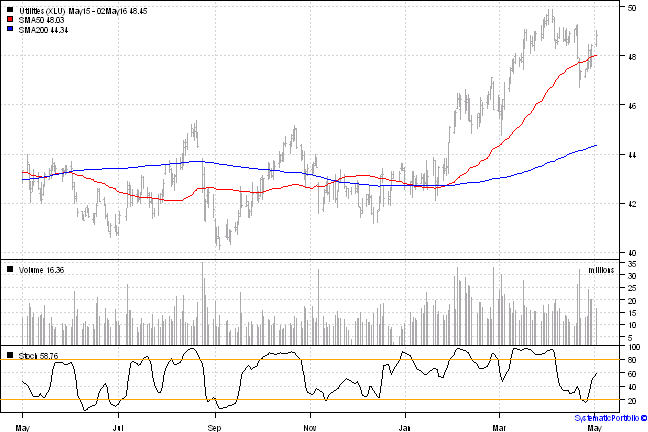 Utilities (XLU) May15 - 02May16 48.45
SMA50 48.03
SMA200 44.34
50
48
46
44
42
40
Volume 16.36
millions
35
30
25
20
15
10
5
Stoch 58.76
100
80
60
40
20
May Jul Sep Nov Jan Mar May
SystematicPortfolio ©